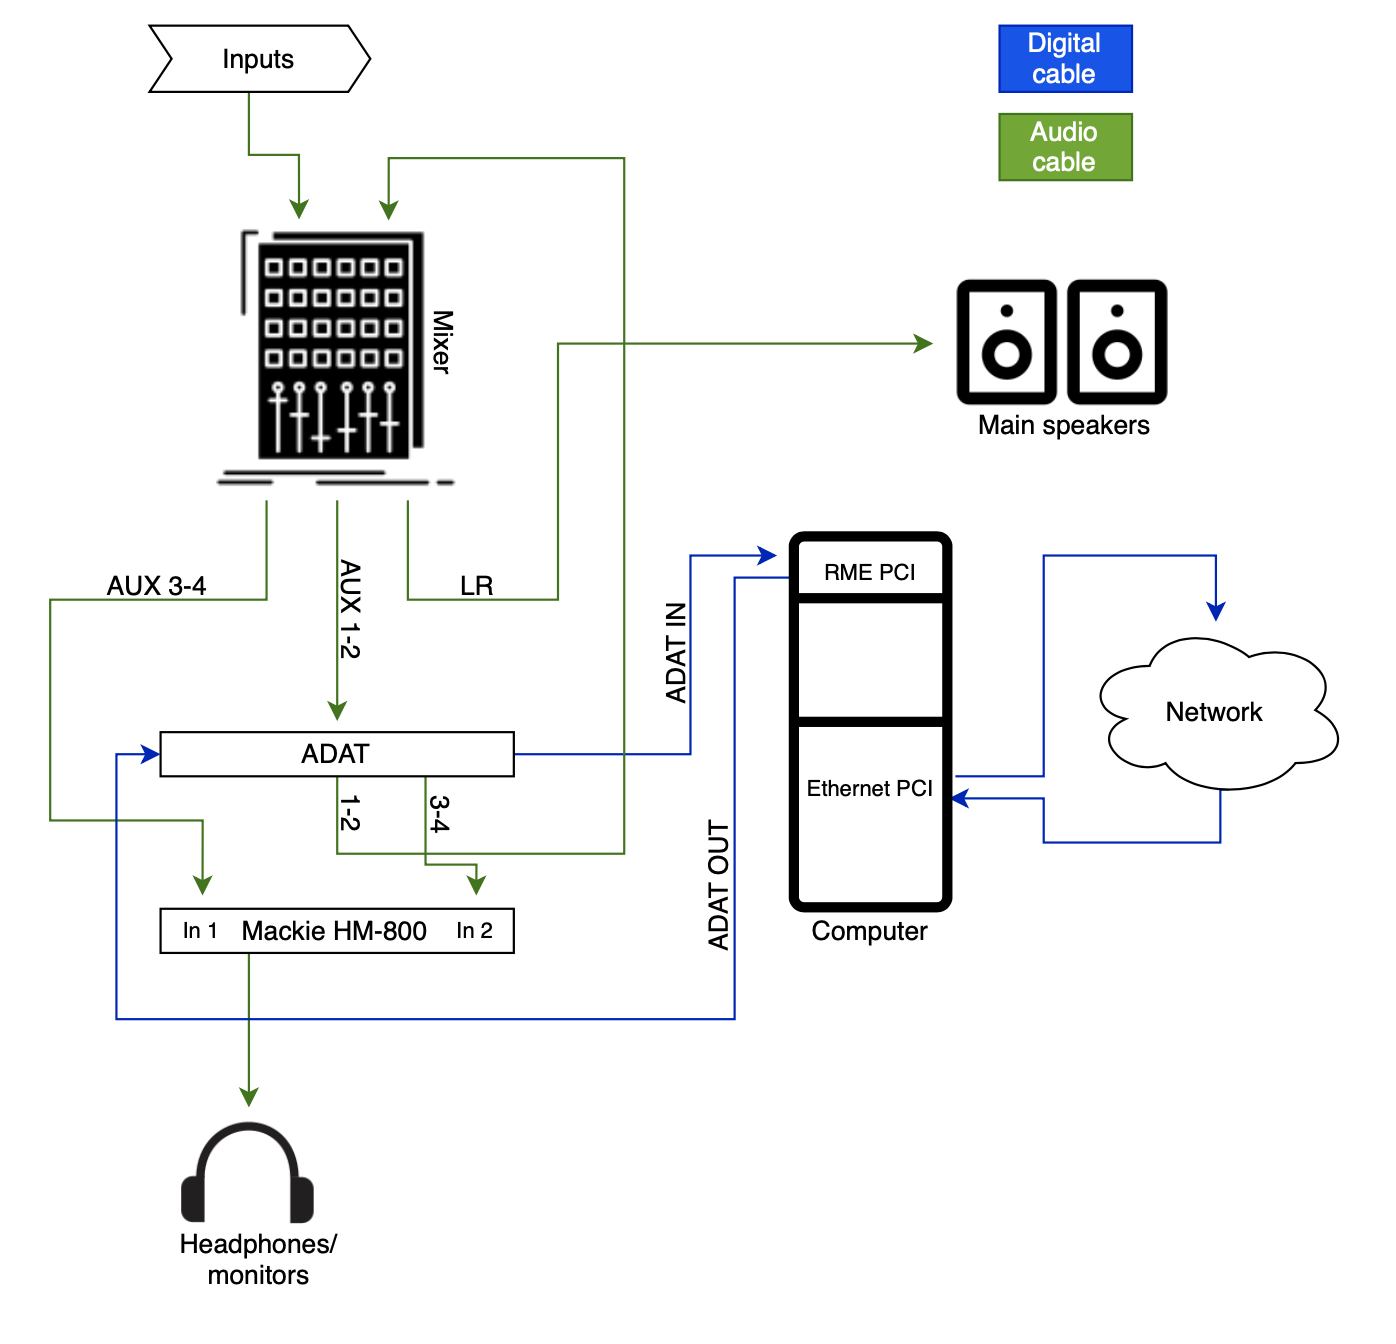 Inputs
Digital
cable
Audio
cable
Mixer
Main speakers
AUX 3-4
AUX 1-2
LR
ADAT IN
RME PCI
Network
ADAT
Ethernet PCI
1-2
3-4
ADAT OUT
In 1 Mackie HM-800 In 2
Computer
Headphones/
monitors